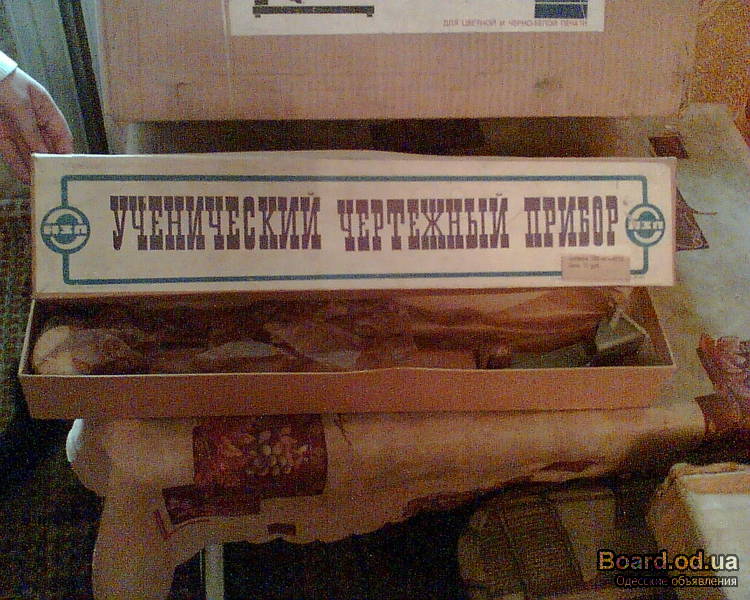 ДЛЯ ЦВЕТНОЙ И ЧЕРНО-БЕЛОЙ ПЕЧАТИ
УЧЕНИЧЕСКИЙ ЧЕРТЕЖНЫЙ ПРИБОР
Board.od.ua
Одесские объявления